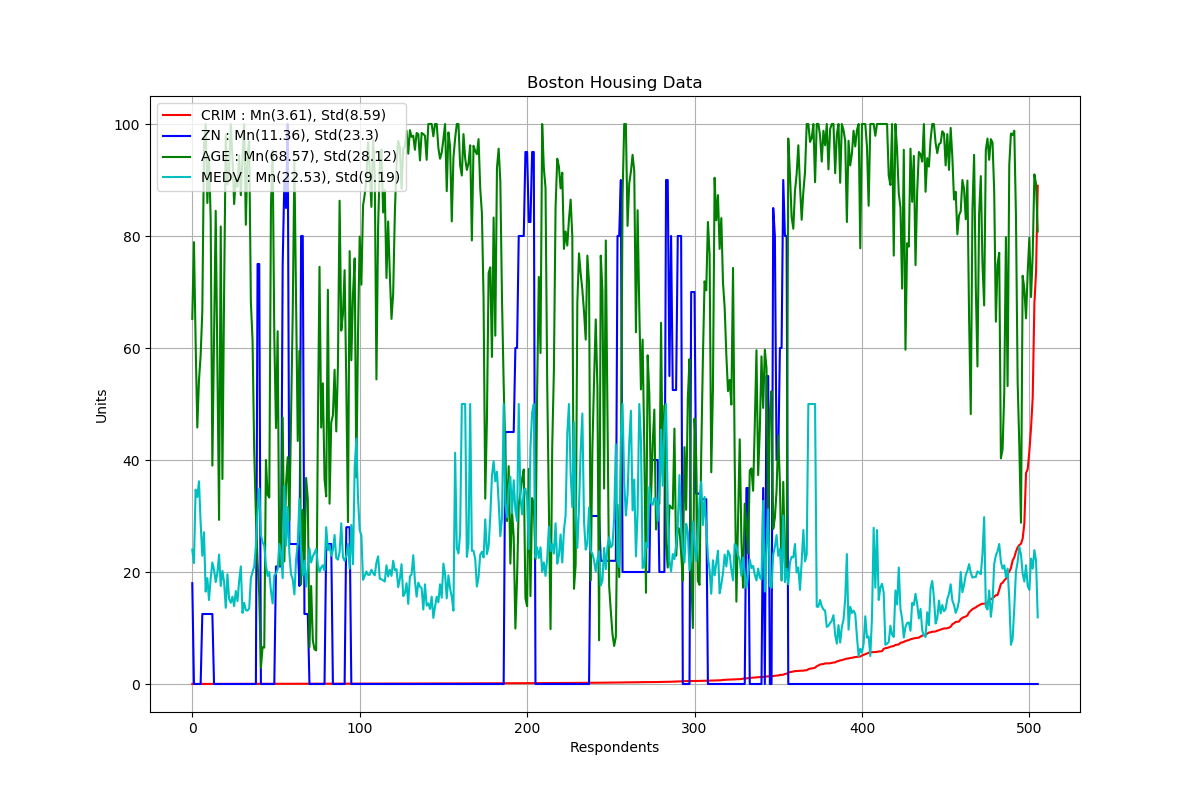 Boston Housing Data
CRIM : Mn(3.61), Std(8.59)
ZN : Mn(11.36), Std(23.3)
AGE : Mn(68.57), Std(28.12)
MEDV : Mn(22.53), Std(9.19)
100
80
60
40
20
0
Units
0 100 200 300 400 500
Respondents